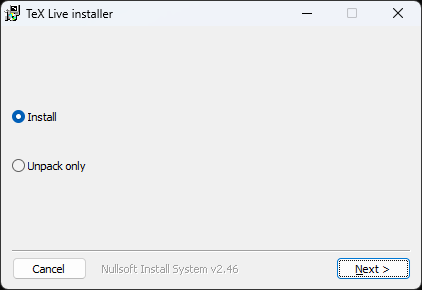 TeX Live installer
Install
Unpack only
Cancel
Nullsoft Install System v2.46
Next >